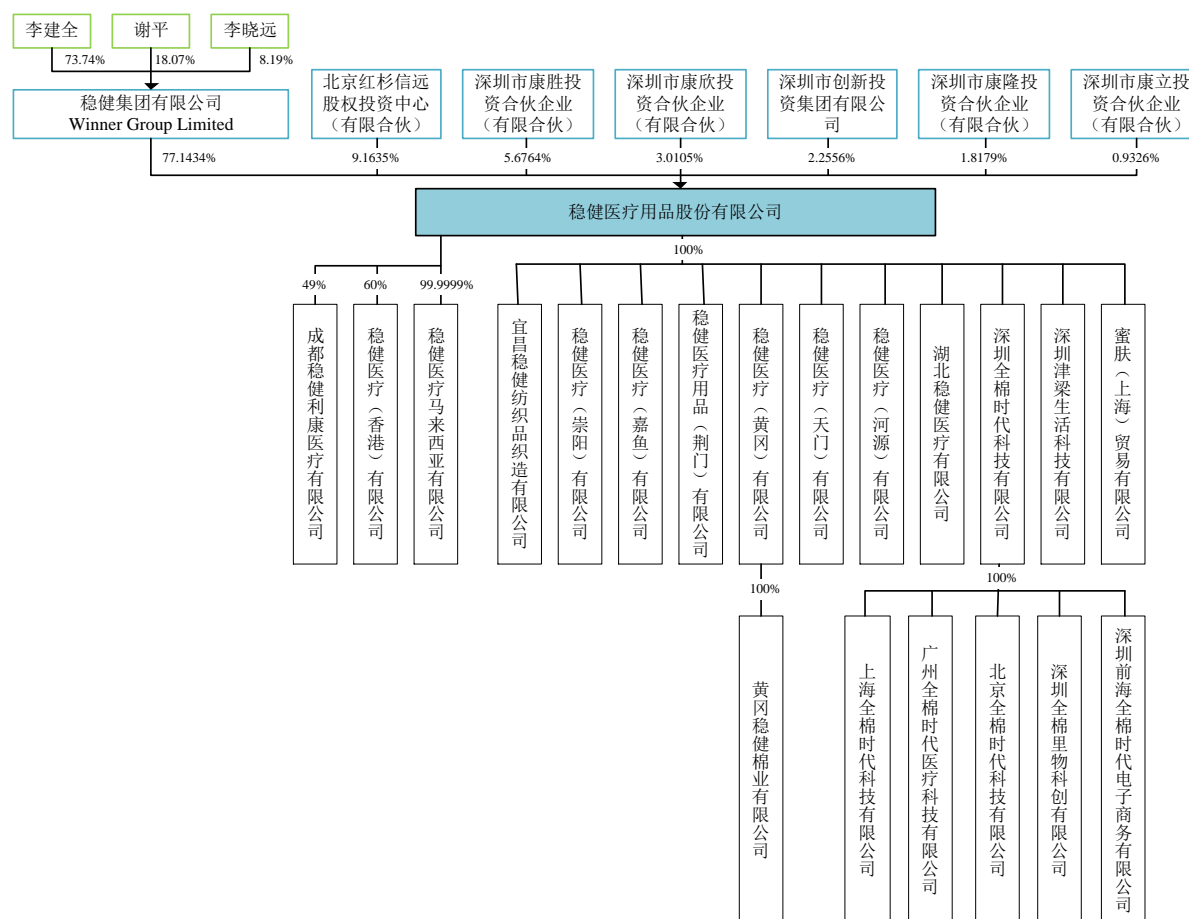 李建全
谢平
李晓远
73.74%
18.07%
8.19%
稳健集团有限公司
Winner Group Limited
北京红杉信远
股权投资中心
（有限合伙）
深圳市康胜投
资合伙企业
（有限合伙）
深圳市康欣投
资合伙企业
（有限合伙）
深圳市创新投
资集团有限公
司
深圳市康隆投
资合伙企业
（有限合伙）
深圳市康立投
资合伙企业
（有限合伙）
77.1434%
9.1635%
5.6764%
3.0105%
2.2556%
1.8179%
0.9326%
稳健医疗用品股份有限公司
100%
49%
60%
99.9999%
成都稳健利康医疗有限公司
稳健医疗（香港）有限公司
稳健医疗马来西亚有限公司
宜昌稳健纺织品织造有限公司
稳健医疗（崇阳）有限公司
稳健医疗（嘉鱼）有限公司
稳健医疗用品（荆门）有限公司
稳健医疗（黄冈）有限公司
稳健医疗（天门）有限公司
稳健医疗（河源）有限公司
湖北稳健医疗有限公司
深圳全棉时代科技有限公司
深圳津梁生活科技有限公司
蜜肤（上海）贸易有限公司
100%
100%
黄冈稳健棉业有限公司
上海全棉时代科技有限公司
广州全棉时代医疗科技有限公司
北京全棉时代科技有限公司
深圳全棉里物科创有限公司
深圳前海全棉时代电子商务有限公司